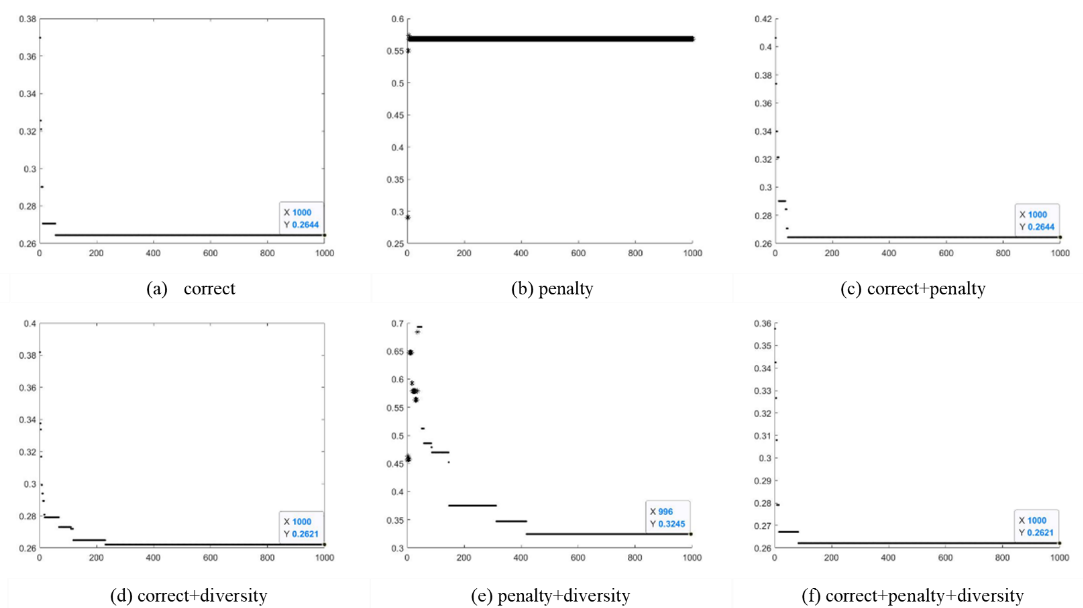 0.38
0.36
0.34
0.32
0.3
0.28
0.26
0 200 400 600 800 1000
X 1000
Y 0.2644
(a) correct
0.6
0.55
0.5
0.45
0.4
0.35
0.3
0.25
0 200 400 600 800 1000
(b) penalty
0.42
0.4
0.38
0.36
0.34
0.32
0.3
0.28
0.26
0 200 400 600 800 1000
X 1000
Y 0.2644
(c) correct+penalty
0.4
0.38
0.36
0.34
0.32
0.3
0.28
0.26
0 200 400 600 800 1000
X 1000
Y 0.2621
(d) correct+diversity
0.7
0.65
0.6
0.55
0.5
0.45
0.4
0.35
0.3
0 200 400 600 800 1000
X 996
Y 0.3245
(e) penalty+diversity
0.36
0.35
0.34
0.33
0.32
0.31
0.3
0.29
0.28
0.27
0.26
0 200 400 600 800 1000
X 1000
Y 0.2621
(f) correct+penalty+diversity